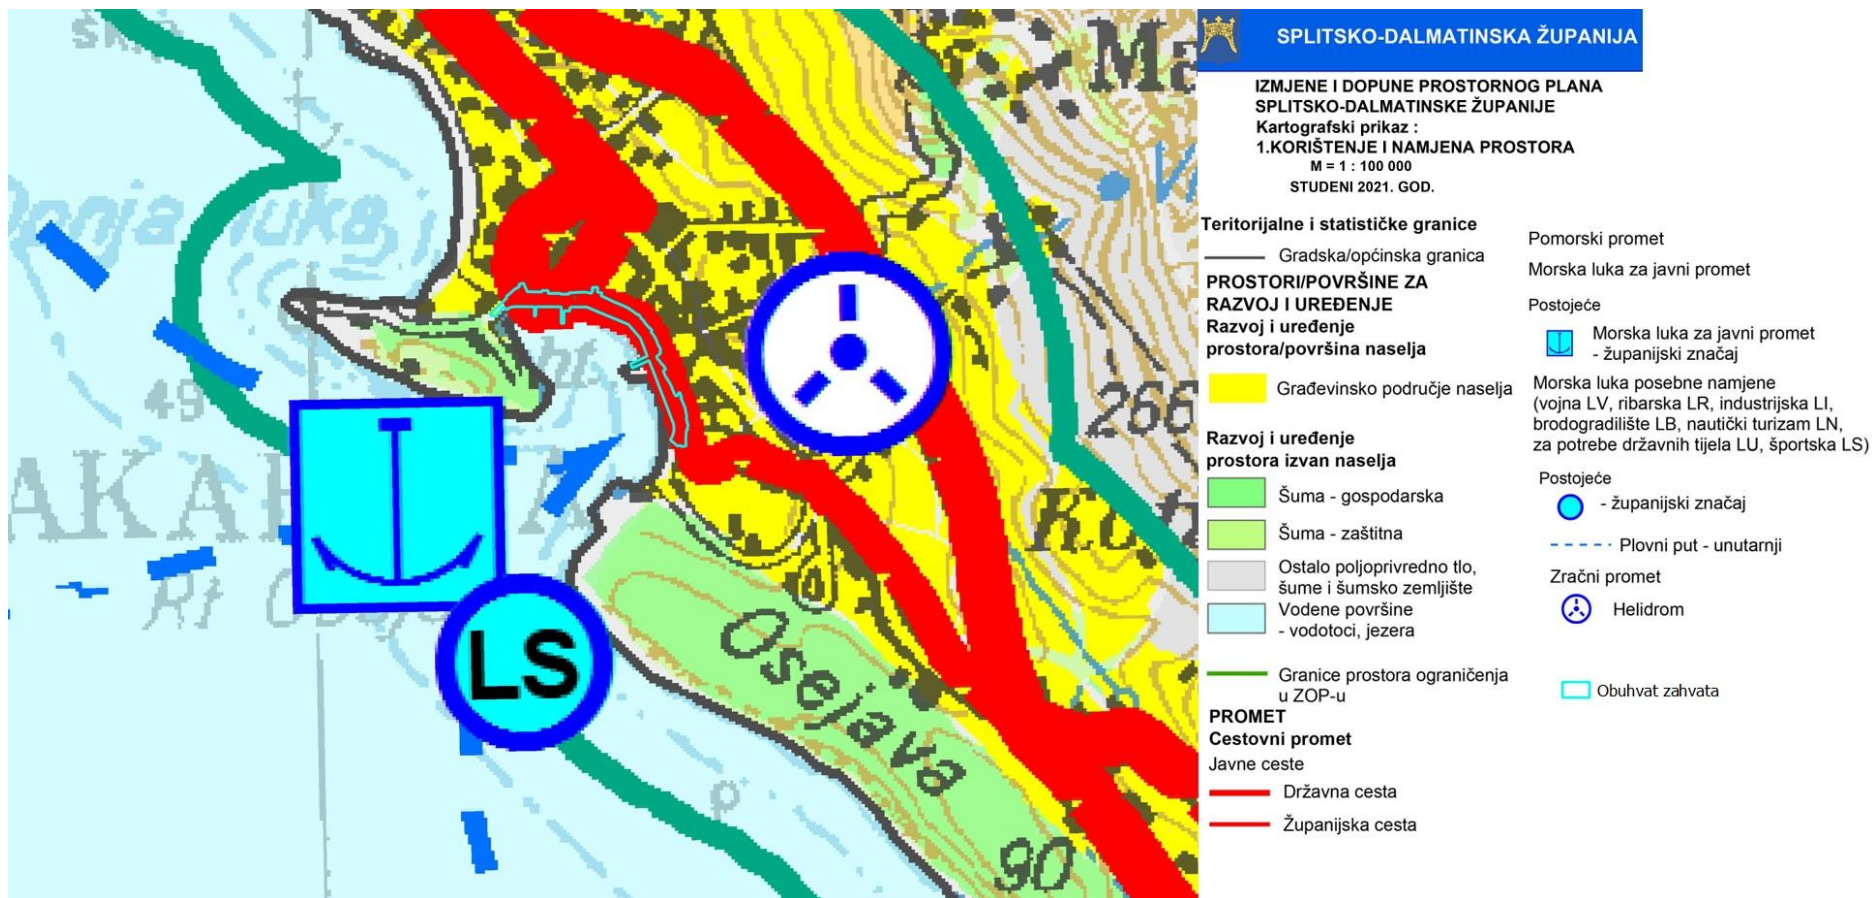 Ma
266
LS
Osejava
90
SPLITSKO-DALMATINSKA ŽUPANIJA
IZMJENE I DOPUNE PROSTORNOG PLANA
SPLITSKO-DALMATINSKE ŽUPANIJE
Kartografski prikaz :
1.KORIŠTENJE I NAMJENA PROSTORA
M = 1 : 100 000
STUDENI 2021. GOD.
Teritorijalne i statističke granice
Gradska/općinska granica
PROSTORI/POVRŠINE ZA
RAZVOJ I UREĐENJE
Razvoj i uređenje
prostora/površina naselja
Građevinsko područje naselja
Razvoj i uređenje
prostora izvan naselja
Šuma - gospodarska
Šuma - zaštitna
Ostalo poljoprivredno tlo,
šume i šumsko zemljište
Vodene površine
- vodotoci, jezera
Granice prostora ograničenja
u ZOP-u
PROMET
Cestovni promet
Javne ceste
Državna cesta
Županijska cesta
Pomorski promet
Morska luka za javni promet
Postojeće
Morska luka za javni promet
- županijski značaj
Morska luka posebne namjene
(vojna LV, ribarska LR, industrijska LI,
brodogradilište LB, nautički turizam LN,
za potrebe državnih tijela LU, športska LS)
Postojeće
- županijski značaj
Plovni put - unutarnji
Zračni promet
Helidrom
Obuhvat zahvata